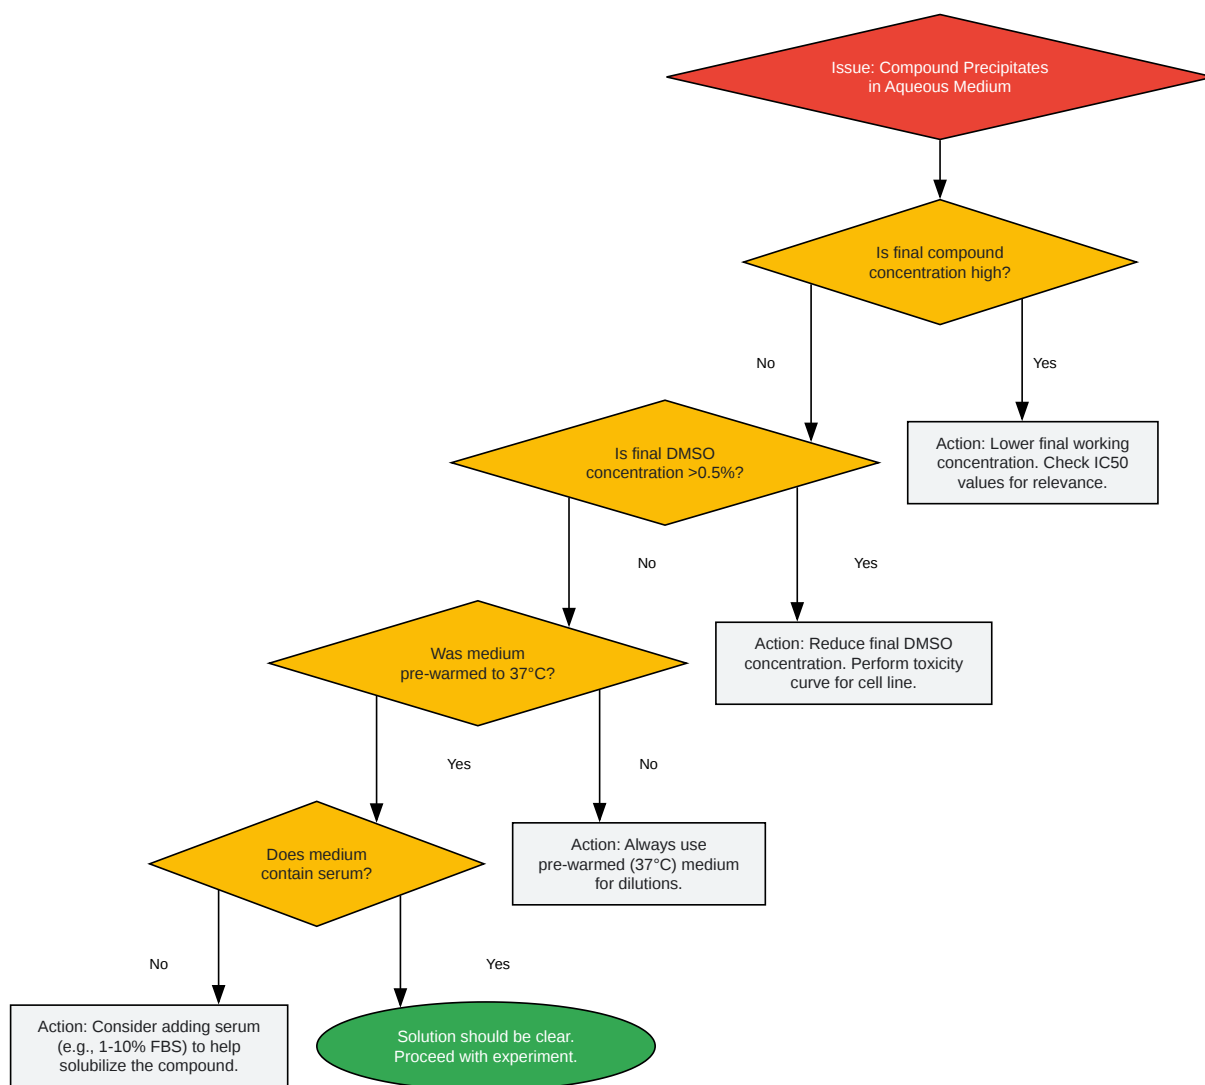 Issue: Compound Precipitates
in Aqueous Medium
Is final compound
concentration high?
No
Yes
Action: Lower final working
concentration. Check IC50
values for relevance.
Is final DMSO
concentration >0.5%?
No
Yes
Action: Reduce final DMSO
concentration. Perform toxicity
curve for cell line.
Was medium
pre-warmed to 37°C?
Yes
No
Action: Always use
pre-warmed (37°C) medium
for dilutions.
Does medium
contain serum?
No
Yes
Action: Consider adding serum
(e.g., 1-10% FBS) to help
solubilize the compound.
Solution should be clear.
Proceed with experiment.